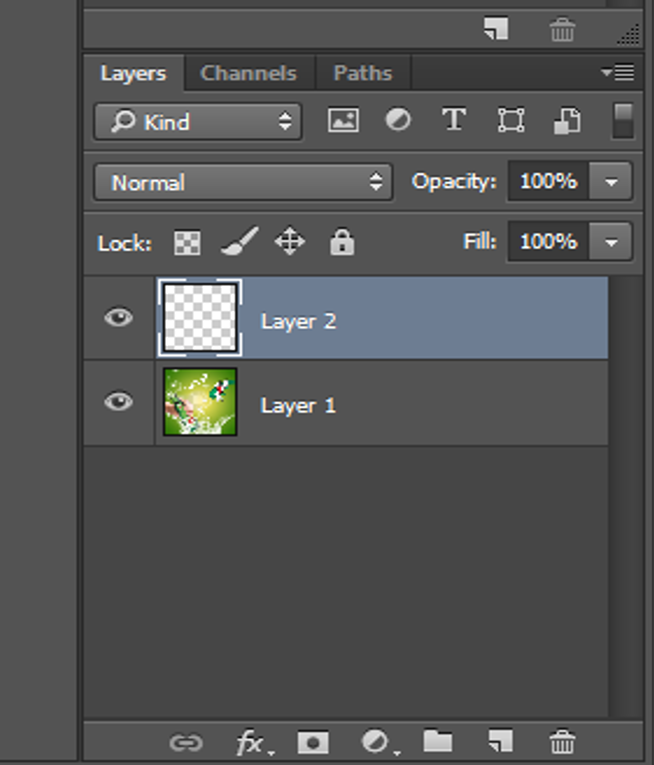 Layers Channels Paths
Kind T
Normal Opacity: 100%
Lock: Fill: 100%
Layer 2
Layer 1
fx